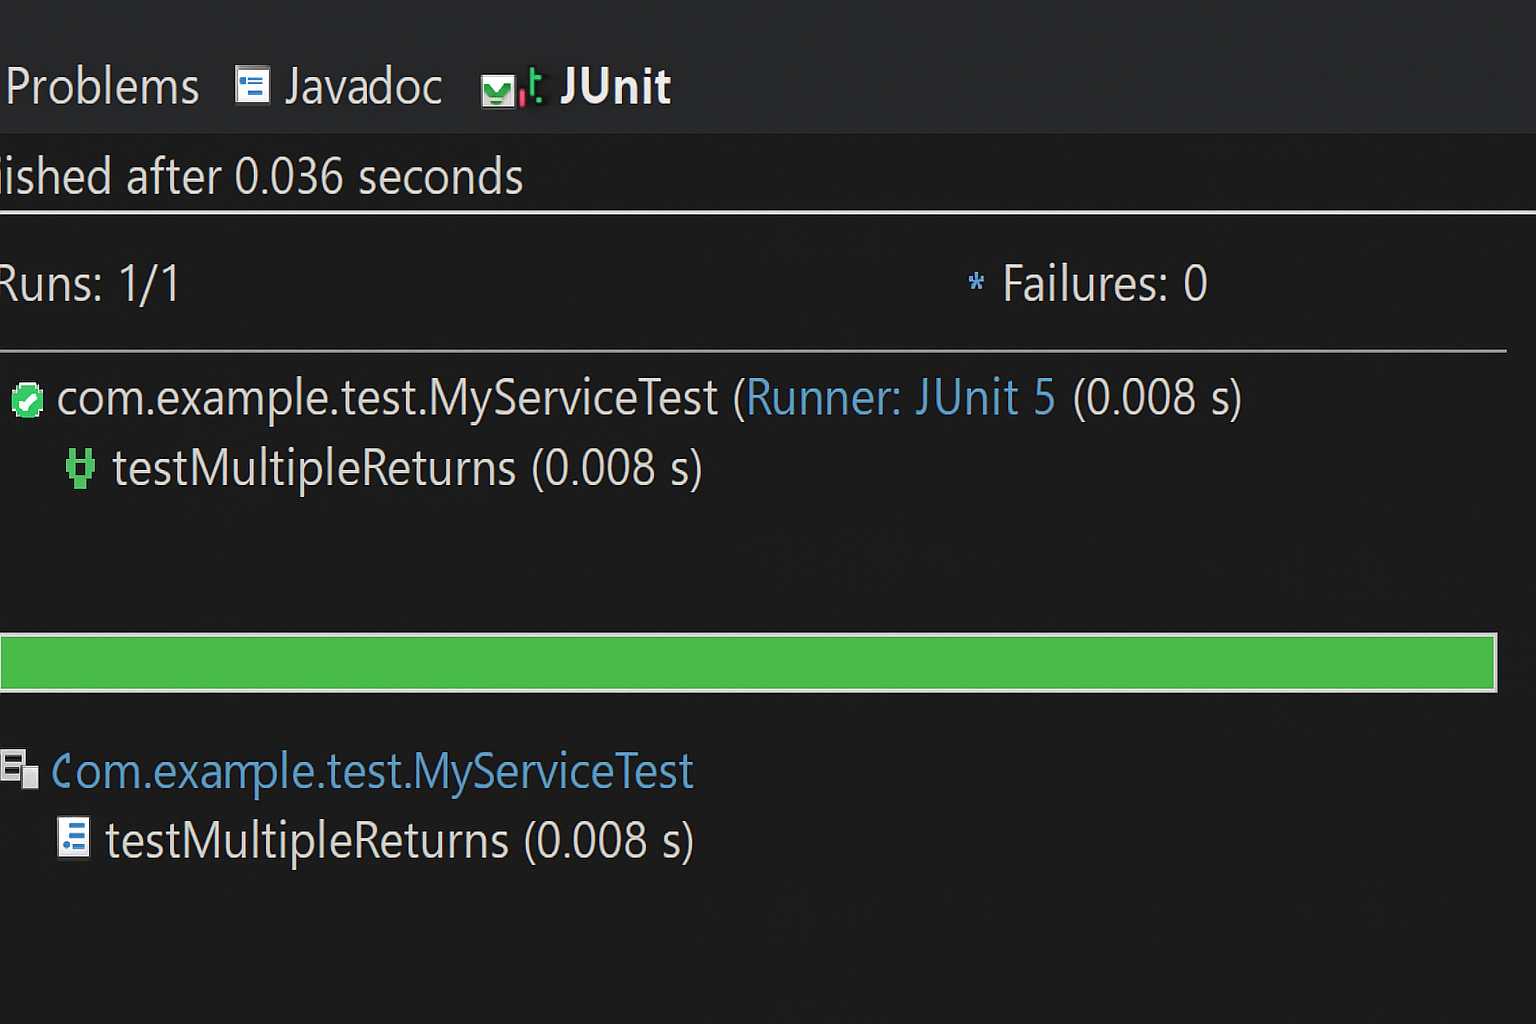 Problems Javadoc JUnit
ished after 0.036 seconds
Runs: 1/1 * Failures: 0
com.example.test.MyServiceTest (Runner: JUnit 5 (0.008 s)
testMultipleReturns (0.008 s)
Com.example.test.MyServiceTest
testMultipleReturns (0.008 s)